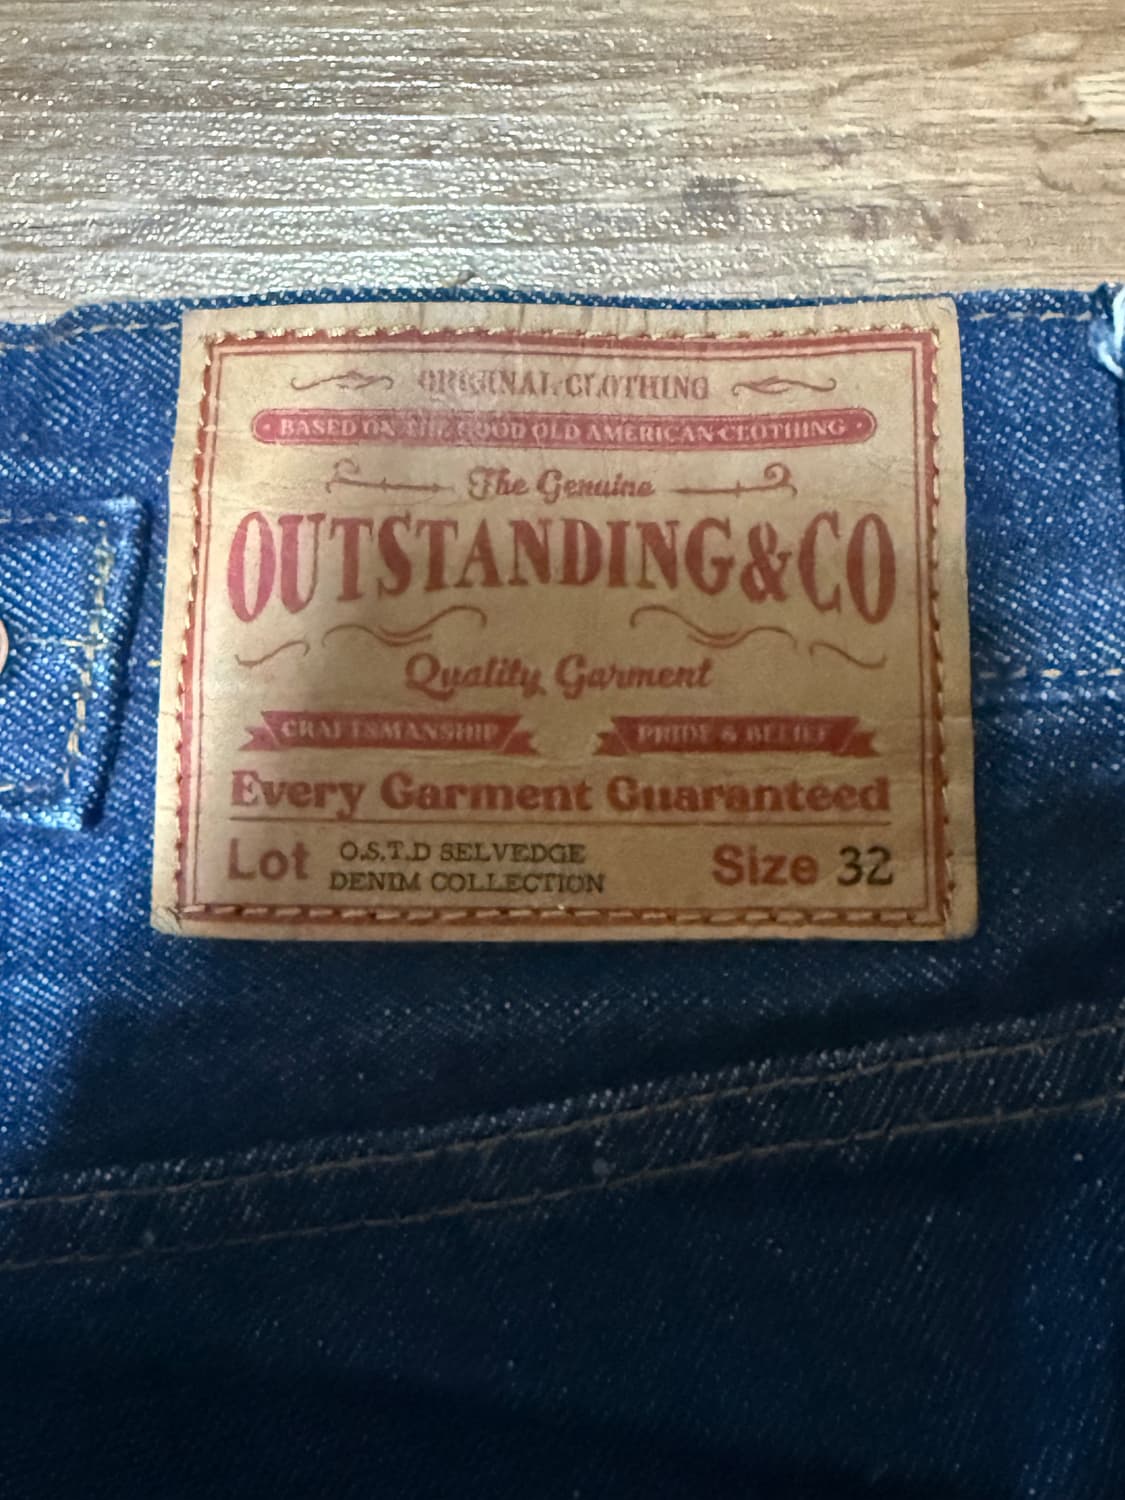 ORIGINAL CLOTHING
BASED ON THE GOOD OLD AMERICAN CLOTHING
The Genuine
OUTSTANDING&CO
Quality Garment
CRAFTSMANSHIP PRIDE & BELIEF
Every Garment Guaranteed
Lot O.S.T.D SELVEDGE
DENIM COLLECTION Size 32